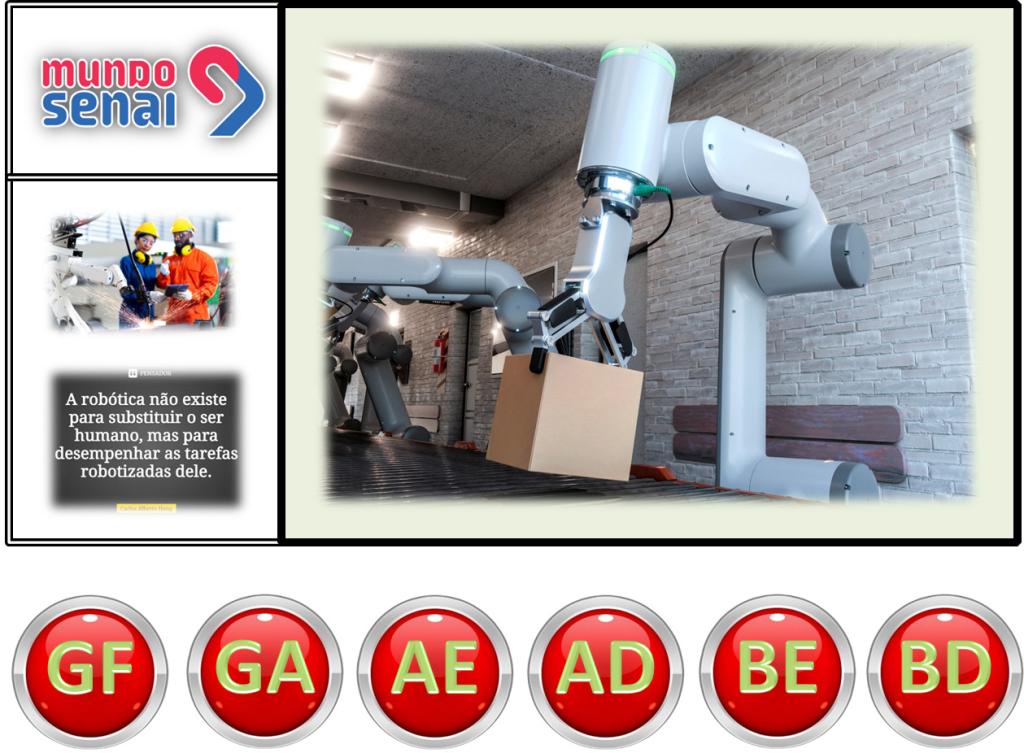 mundo
senai
PENSADOR
A robótica não existe
para substituir o ser
humano, mas para
desempenhar as tarefas
robotizadas dele.
GF
GA
AE
AD
BE
BD